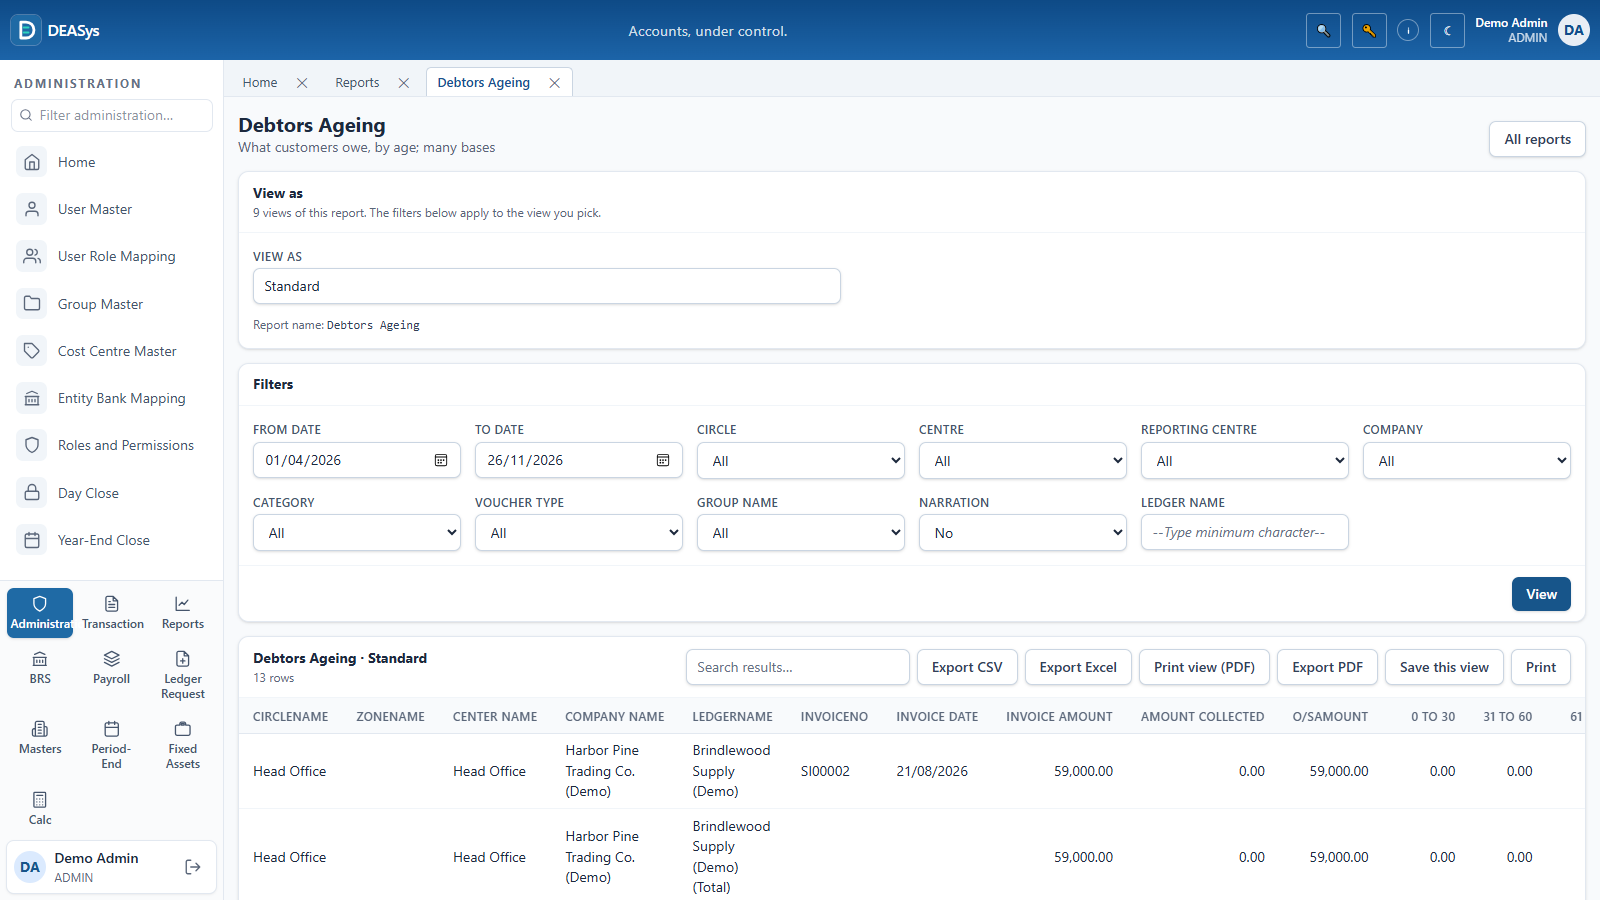 DEASys
Accounts, under control.
Demo Admin
ADMIN
DA
ADMINISTRATION
Filter administration...
Home
User Master
User Role Mapping
Group Master
Cost Centre Master
Entity Bank Mapping
Roles and Permissions
Day Close
Year-End Close
Administrat
Transaction
Reports
BRS
Payroll
Ledger
Request
Masters
Period-
End
Fixed
Assets
Calc
DA
Demo Admin
ADMIN
Home
Reports
Debtors Ageing
Debtors Ageing
What customers owe, by age; many bases
All reports
View as
9 views of this report. The filters below apply to the view you pick.
VIEW AS
Standard
Report name: Debtors Ageing
Filters
FROM DATE TO DATE CIRCLE CENTRE REPORTING CENTRE COMPANY
01/04/2026 26/11/2026 All All All All
CATEGORY VOUCHER TYPE GROUP NAME NARRATION LEDGER NAME
All All All No --Type minimum character--
View
Debtors Ageing · Standard
13 rows
Search results... Export CSV Export Excel Print view (PDF) Export PDF Save this view Print
CIRCLENAME ZONENAME CENTER NAME COMPANY NAME LEDGERNAME INVOICENO INVOICE DATE INVOICE AMOUNT AMOUNT COLLECTED O/SAMOUNT 0 TO 30 31 TO 60 61
Head Office Head Office Harbor Pine Trading Co. (Demo) Brindlewood Supply (Demo) SI00002 21/08/2026 59,000.00 0.00 59,000.00 0.00 0.00
Head Office Head Office Harbor Pine Trading Co. (Demo) Brindlewood Supply (Demo) (Total) 59,000.00 0.00 59,000.00 0.00 0.00